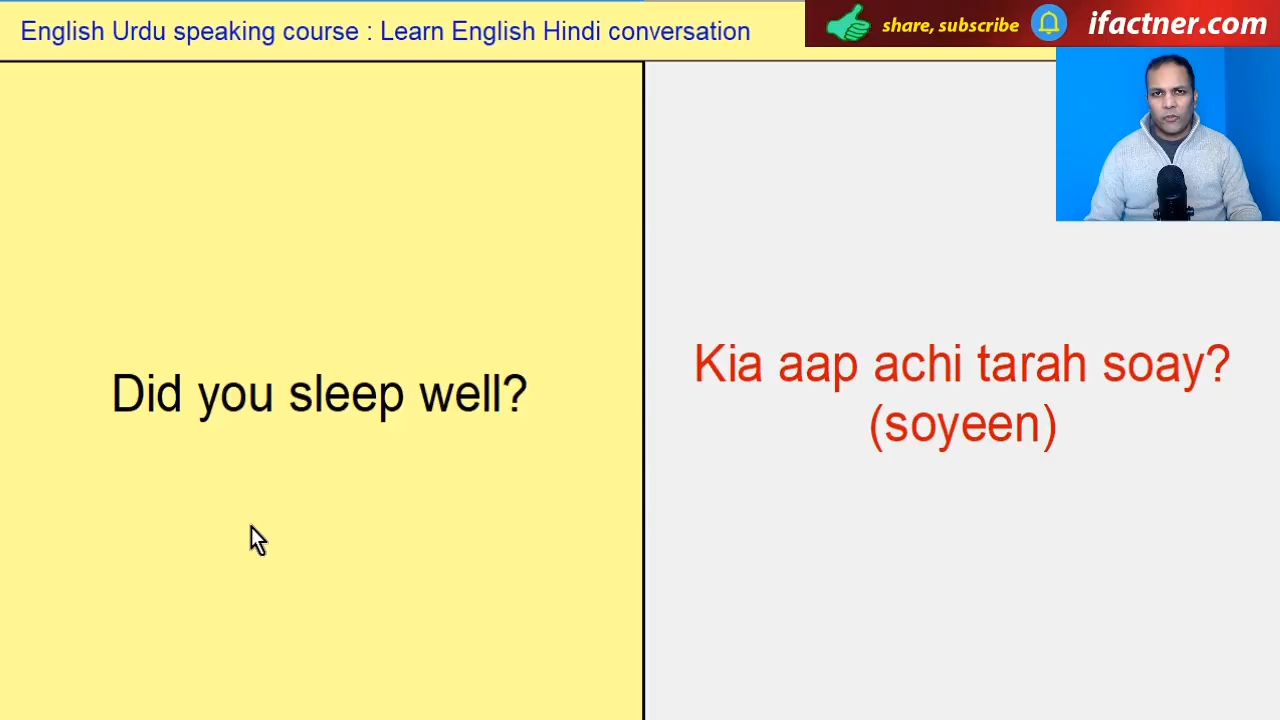 English Urdu speaking course : Learn English Hindi conversation
share, subscribe
ifactner.com
Did you sleep well?
Kia aap achi tarah soay?
(soyeen)